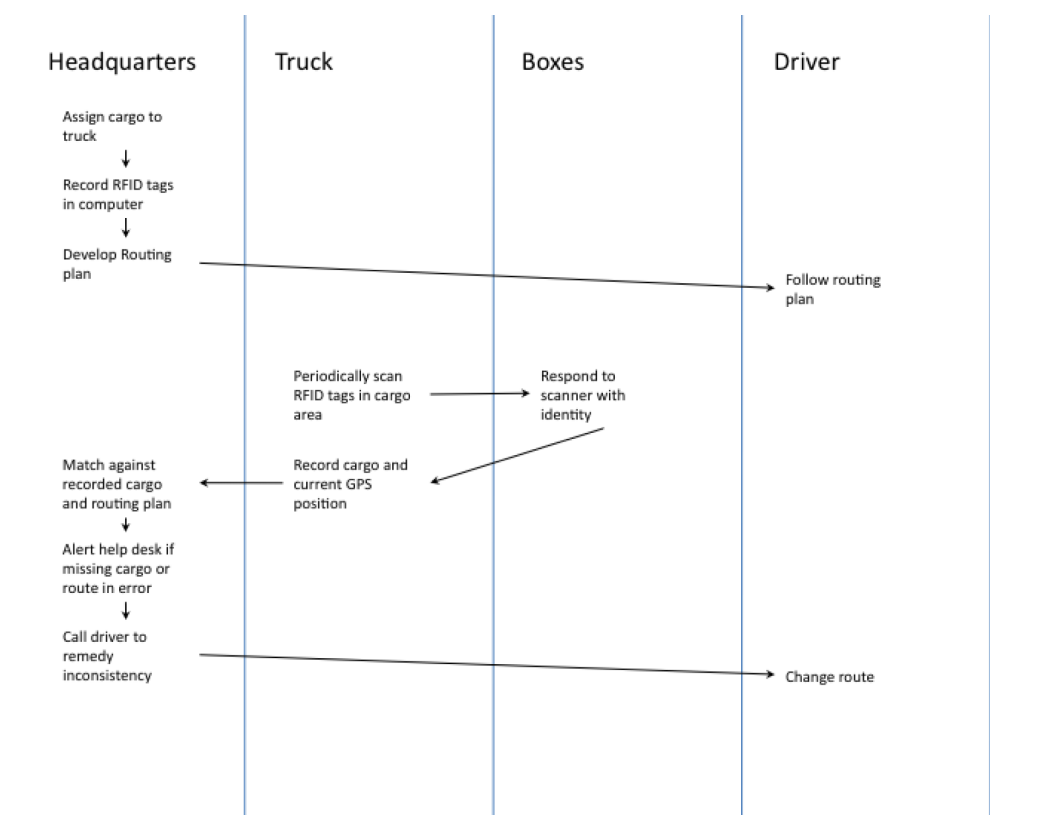 Headquarters
Truck
Boxes
Driver
Assign cargo to
truck
Record RFID tags
in computer
Develop Routing
plan
Follow routing
plan
Periodically scan
RFID tags in cargo
area
Respond to
scanner with
identity
Match against
recorded cargo
and routing plan
Record cargo and
current GPS
position
Alert help desk if
missing cargo or
route in error
Call driver to
remedy
inconsistency
Change route